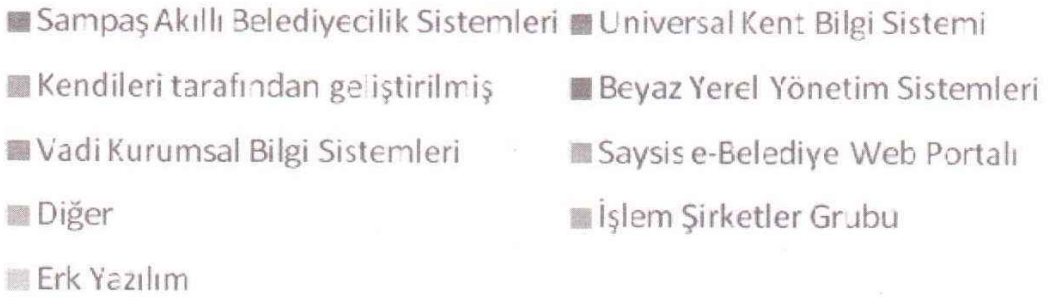 Sampaş Akıllı Belediyecilik Sistemleri Universal Kent Bilgi Sistemi
Kendileri tarafından geliştirilmiş Beyaz Yerel Yönetim Sistemleri
Vadi Kurumsal Bilgi Sistemleri Saysis e-Belediye Web Portalı
Diğer İşlem Şirketler Grubu
Erk Yazılım